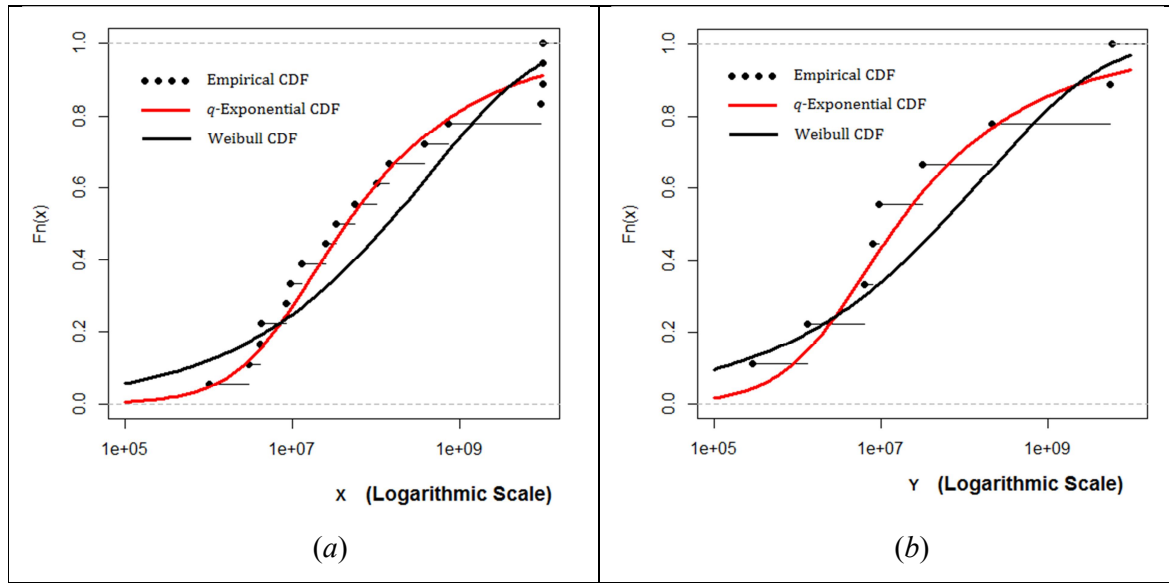 1.0
0.8
0.6
0.4
0.2
0.0
Fn(x)
Empirical CDF
q-Exponential CDF
Weibull CDF
1e+05 1e+07 1e+09
X (Logarithmic Scale)
(a)
1.0
0.8
0.6
0.4
0.2
0.0
Fn(x)
Empirical CDF
q-Exponential CDF
Weibull CDF
1e+05 1e+07 1e+09
Y (Logarithmic Scale)
(b)